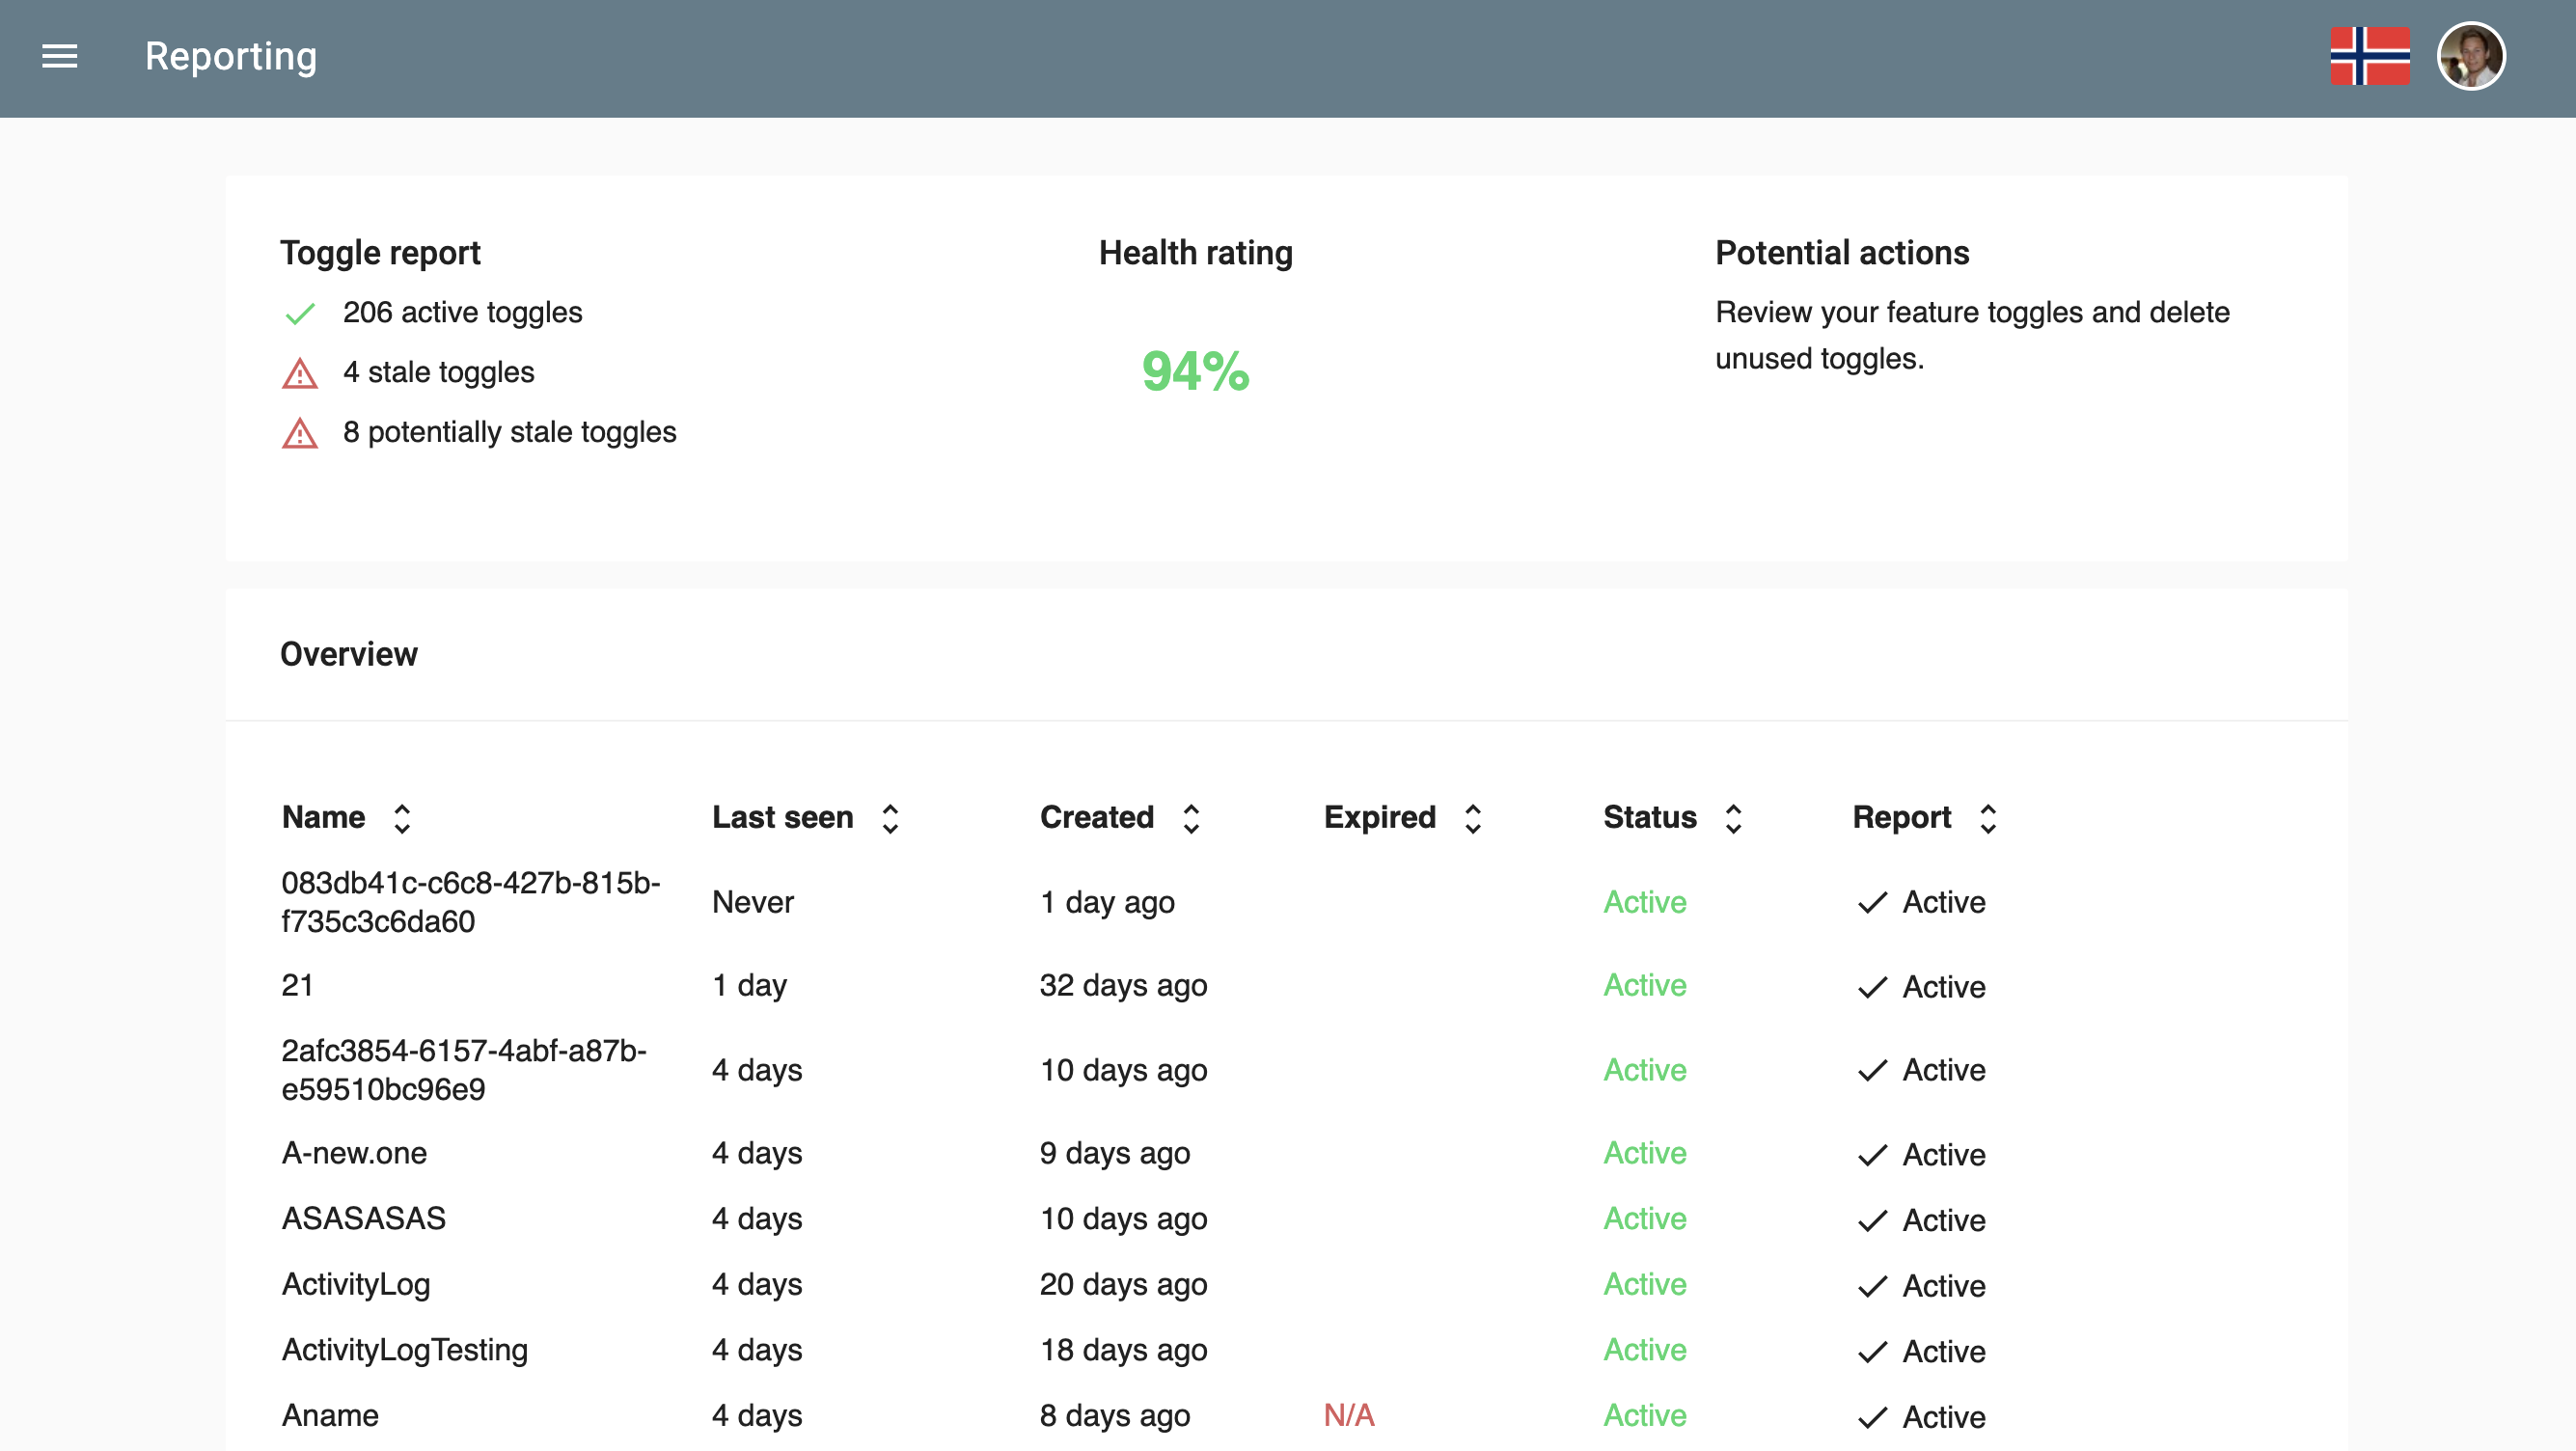 Reporting
Toggle report
206 active toggles
4 stale toggles
8 potentially stale toggles
Health rating
94%
Potential actions
Review your feature toggles and delete
unused toggles.
Overview
Name Last seen Created Expired Status Report
083db41c-c6c8-427b-815b-
f735c3c6da60 Never 1 day ago Active Active
21 1 day 32 days ago Active Active
2afc3854-6157-4abf-a87b-
e59510bc96e9 4 days 10 days ago Active Active
A-new.one 4 days 9 days ago Active Active
ASASASAS 4 days 10 days ago Active Active
ActivityLog 4 days 20 days ago Active Active
ActivityLogTesting 4 days 18 days ago Active Active
Aname 4 days 8 days ago N/A Active Active